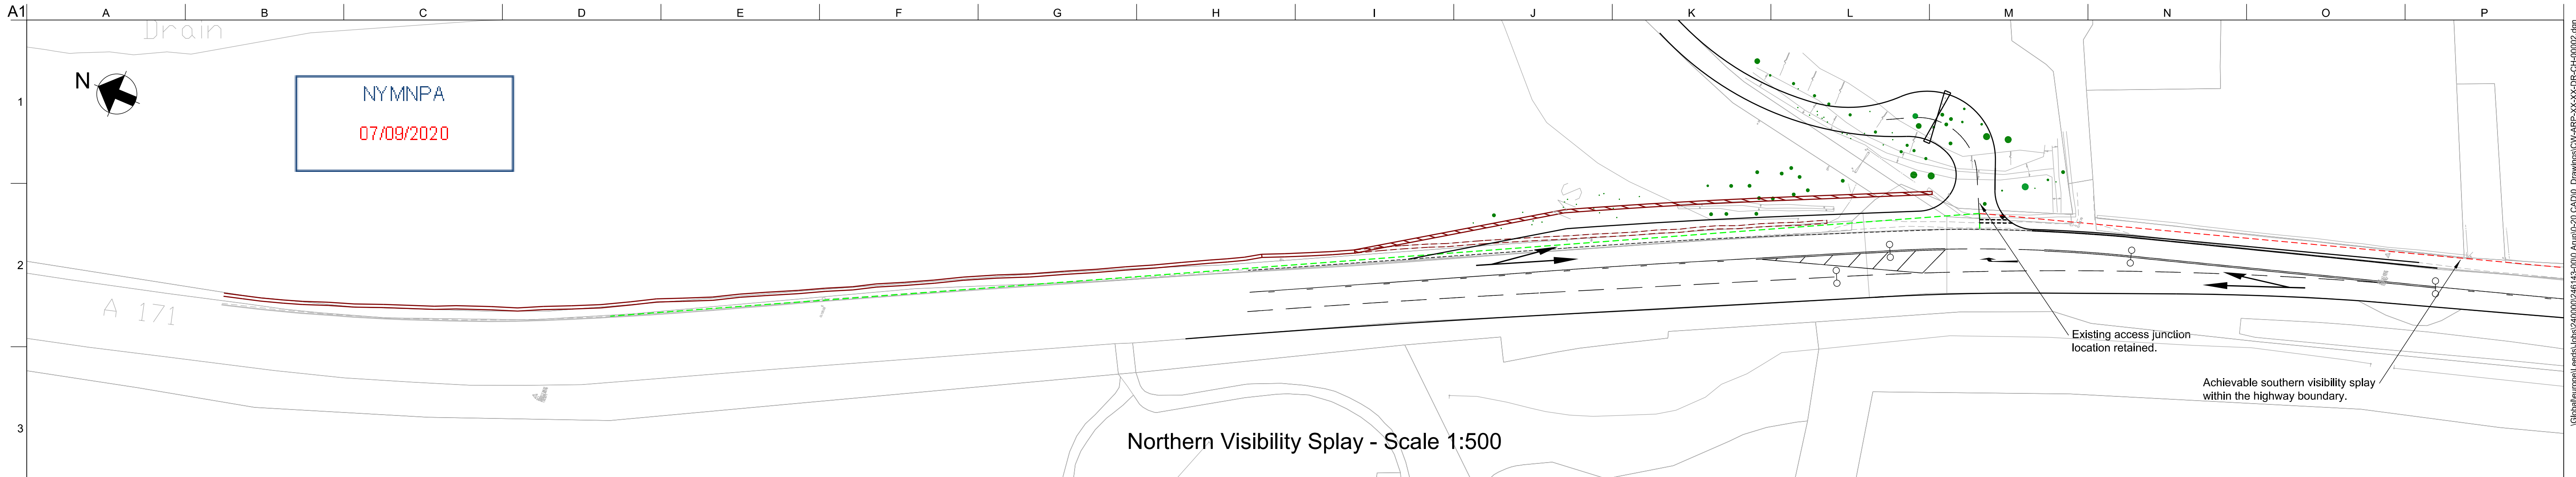 A1
A B C D E F G H I J K L M N O P
Drain
N
1
NYMNPA
07/09/2020
2
A 171
Existing access junction
location retained.
Achievable southern visibility splay
within the highway boundary.
3
Northern Visibility Splay - Scale 1:500